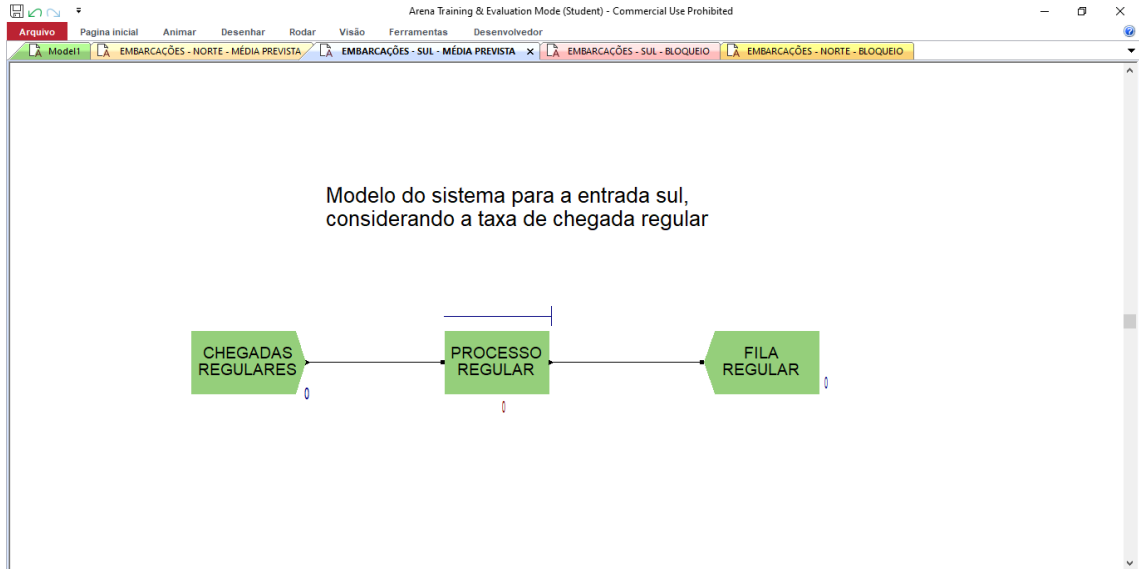 Arena Training & Evaluation Mode (Student) - Commercial Use Prohibited
Arquivo Pagina inicial Animar Desenhar Rodar Visão Ferramentas Desenvolvedor
Model1 EMBARCAÇÕES - NORTE - MÉDIA PREVISTA EMBARCAÇÕES - SUL - MÉDIA PREVISTA EMBARCAÇÕES - SUL - BLOQUEIO EMBARCAÇÕES - NORTE - BLOQUEIO
Modelo do sistema para a entrada sul,
considerando a taxa de chegada regular
CHEGADAS
REGULARES
0
PROCESSO
REGULAR
0
FILA
REGULAR
0